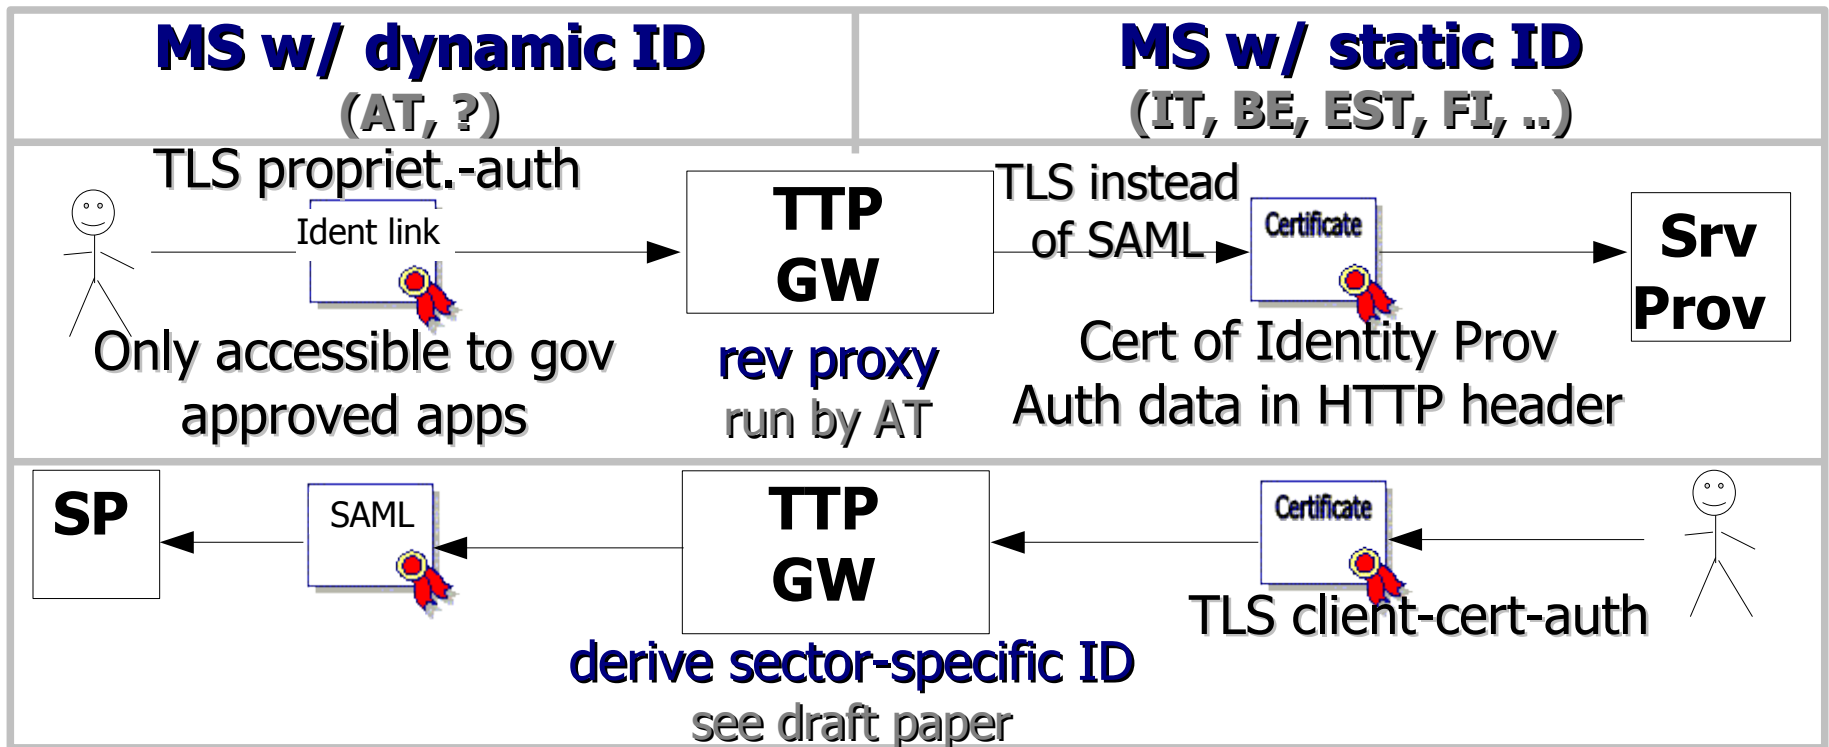 MS w/ dynamic ID
(AT, ?)
MS w/ static ID
(IT, BE, EST, FI, ..)
TLS propriet.-auth
Ident link
Only accessible to gov
approved apps
TTP
GW
rev proxy
run by AT
TLS instead
of SAML
Certificate
Cert of Identity Prov
Auth data in HTTP header
Srv
Prov
SP
SAML
TTP
GW
derive sector-specific ID
see draft paper
Certificate
TLS client-cert-auth